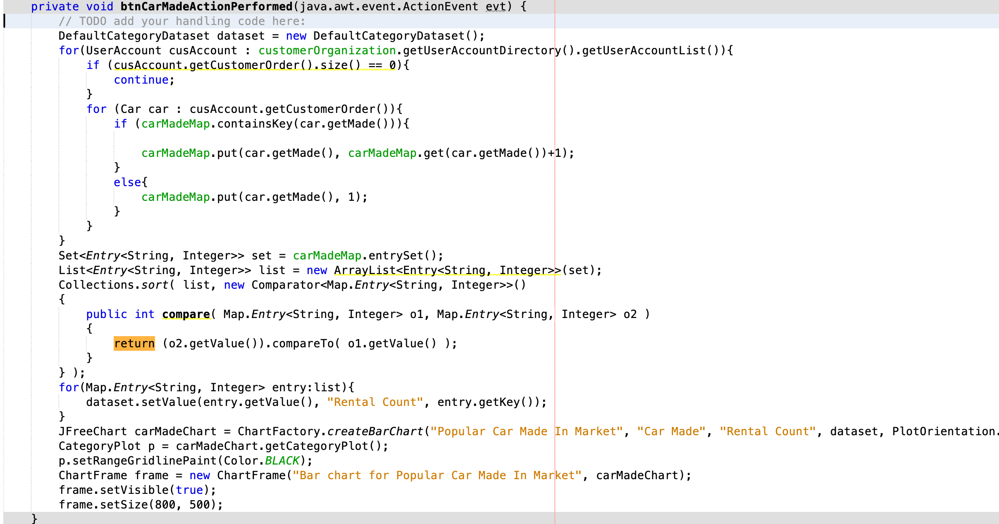 private void btnCarMadeActionPerformed(java.awt.event.ActionEvent evt) {
// TODO add your handling code here:
DefaultCategoryDataset dataset = new DefaultCategoryDataset();
for(UserAccount cusAccount : customerOrganization.getUserAccountDirectory().getUserAccountList()){
if (cusAccount.getCustomerOrder().size() == 0){
continue;
}
for (Car car : cusAccount.getCustomerOrder()){
if (carMadeMap.containsKey(car.getMade())){
carMadeMap.put(car.getMade(), carMadeMap.get(car.getMade())+1);
}
else{
carMadeMap.put(car.getMade(), 1);
}
}
}
Set<Entry<String, Integer>> set = carMadeMap.entrySet();
List<Entry<String, Integer>> list = new ArrayList<Entry<String, Integer>>(set);
Collections.sort( list, new Comparator<Map.Entry<String, Integer>>()
{
public int compare( Map.Entry<String, Integer> o1, Map.Entry<String, Integer> o2 )
{
return (o2.getValue()).compareTo( o1.getValue() );
}
} );
for(Map.Entry<String, Integer> entry:list){
dataset.setValue(entry.getValue(), "Rental Count", entry.getKey());
}
JFreeChart carMadeChart = ChartFactory.createBarChart("Popular Car Made In Market", "Car Made", "Rental Count", dataset, PlotOrientation.
CategoryPlot p = carMadeChart.getCategoryPlot();
p.setRangeGridlinePaint(Color.BLACK);
ChartFrame frame = new ChartFrame("Bar chart for Popular Car Made In Market", carMadeChart);
frame.setVisible(true);
frame.setSize(800, 500);
}